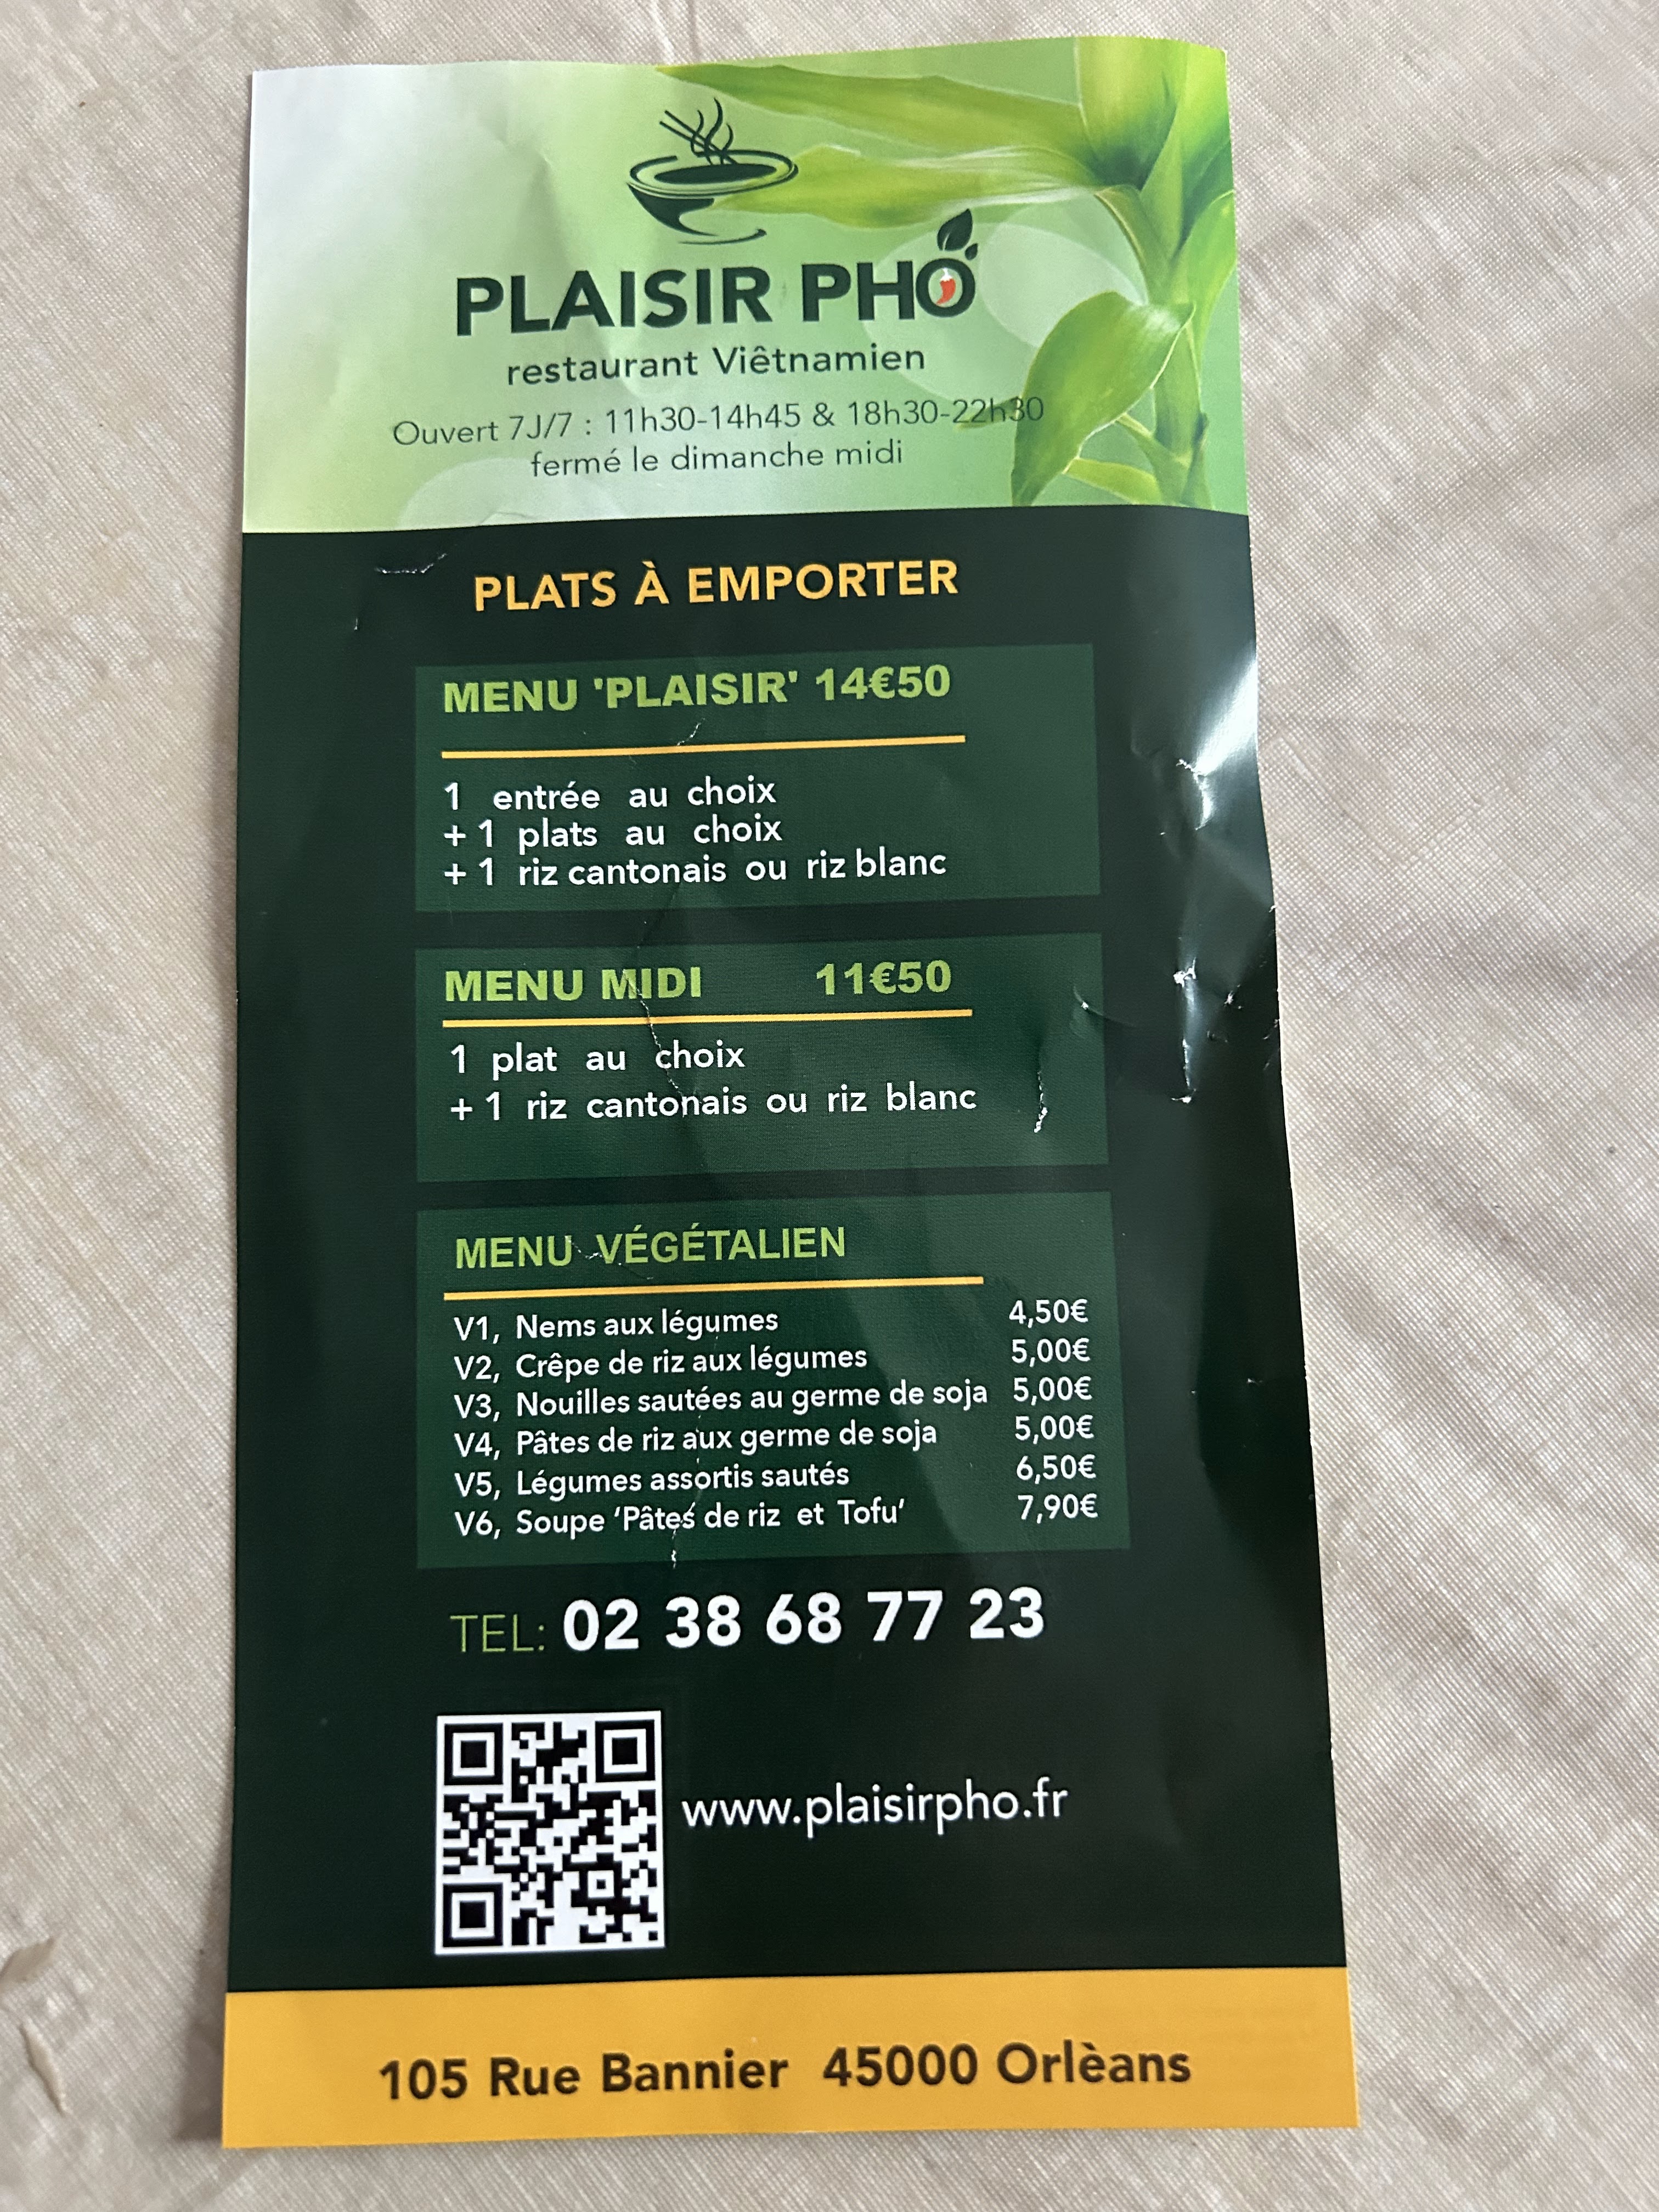 PLAISIR PHO
restaurant Viêtnamien
Ouvert 7J/7 : 11h30-14h45 & 18h30-22h30
fermé le dimanche midi
PLATS À EMPORTER
MENU 'PLAISIR' 14€50
1 entrée au choix
+ 1 plats au choix
+ 1 riz cantonais ou riz blanc
MENU MIDI 11€50
1 plat au choix
+ 1 riz cantonais ou riz blanc
MENU VÉGÉTALIEN
V1, Nems aux légumes 4,50€
V2, Crêpe de riz aux légumes 5,00€
V3, Nouilles sautées au germe de soja 5,00€
V4, Pâtes de riz aux germe de soja 5,00€
V5, Légumes assortis sautés 6,50€
V6, Soupe 'Pâtes de riz et Tofu' 7,90€
TEL: 02 38 68 77 23
www.plaisirpho.fr
105 Rue Bannier 45000 Orlèans